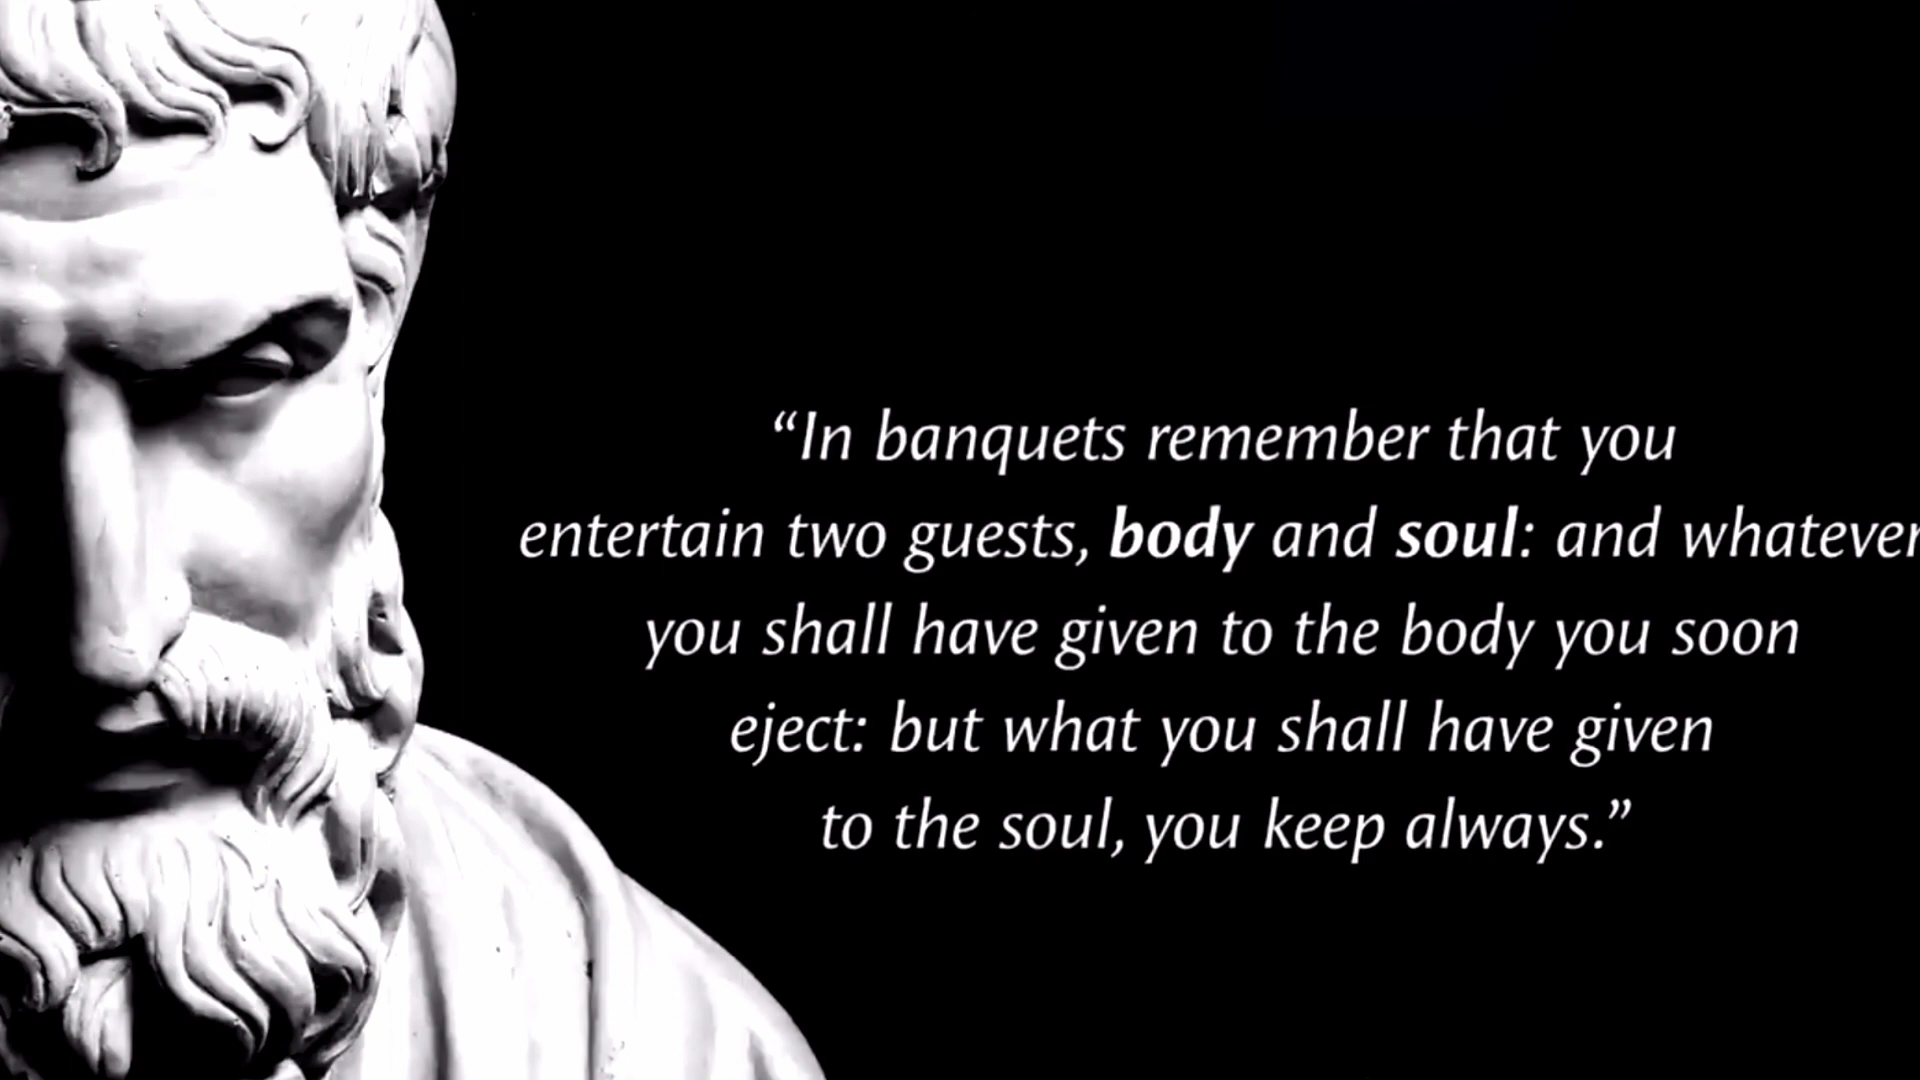 “In banquets remember that you
entertain two guests, body and soul: and whatever
you shall have given to the body you soon
eject: but what you shall have given
to the soul, you keep always.”